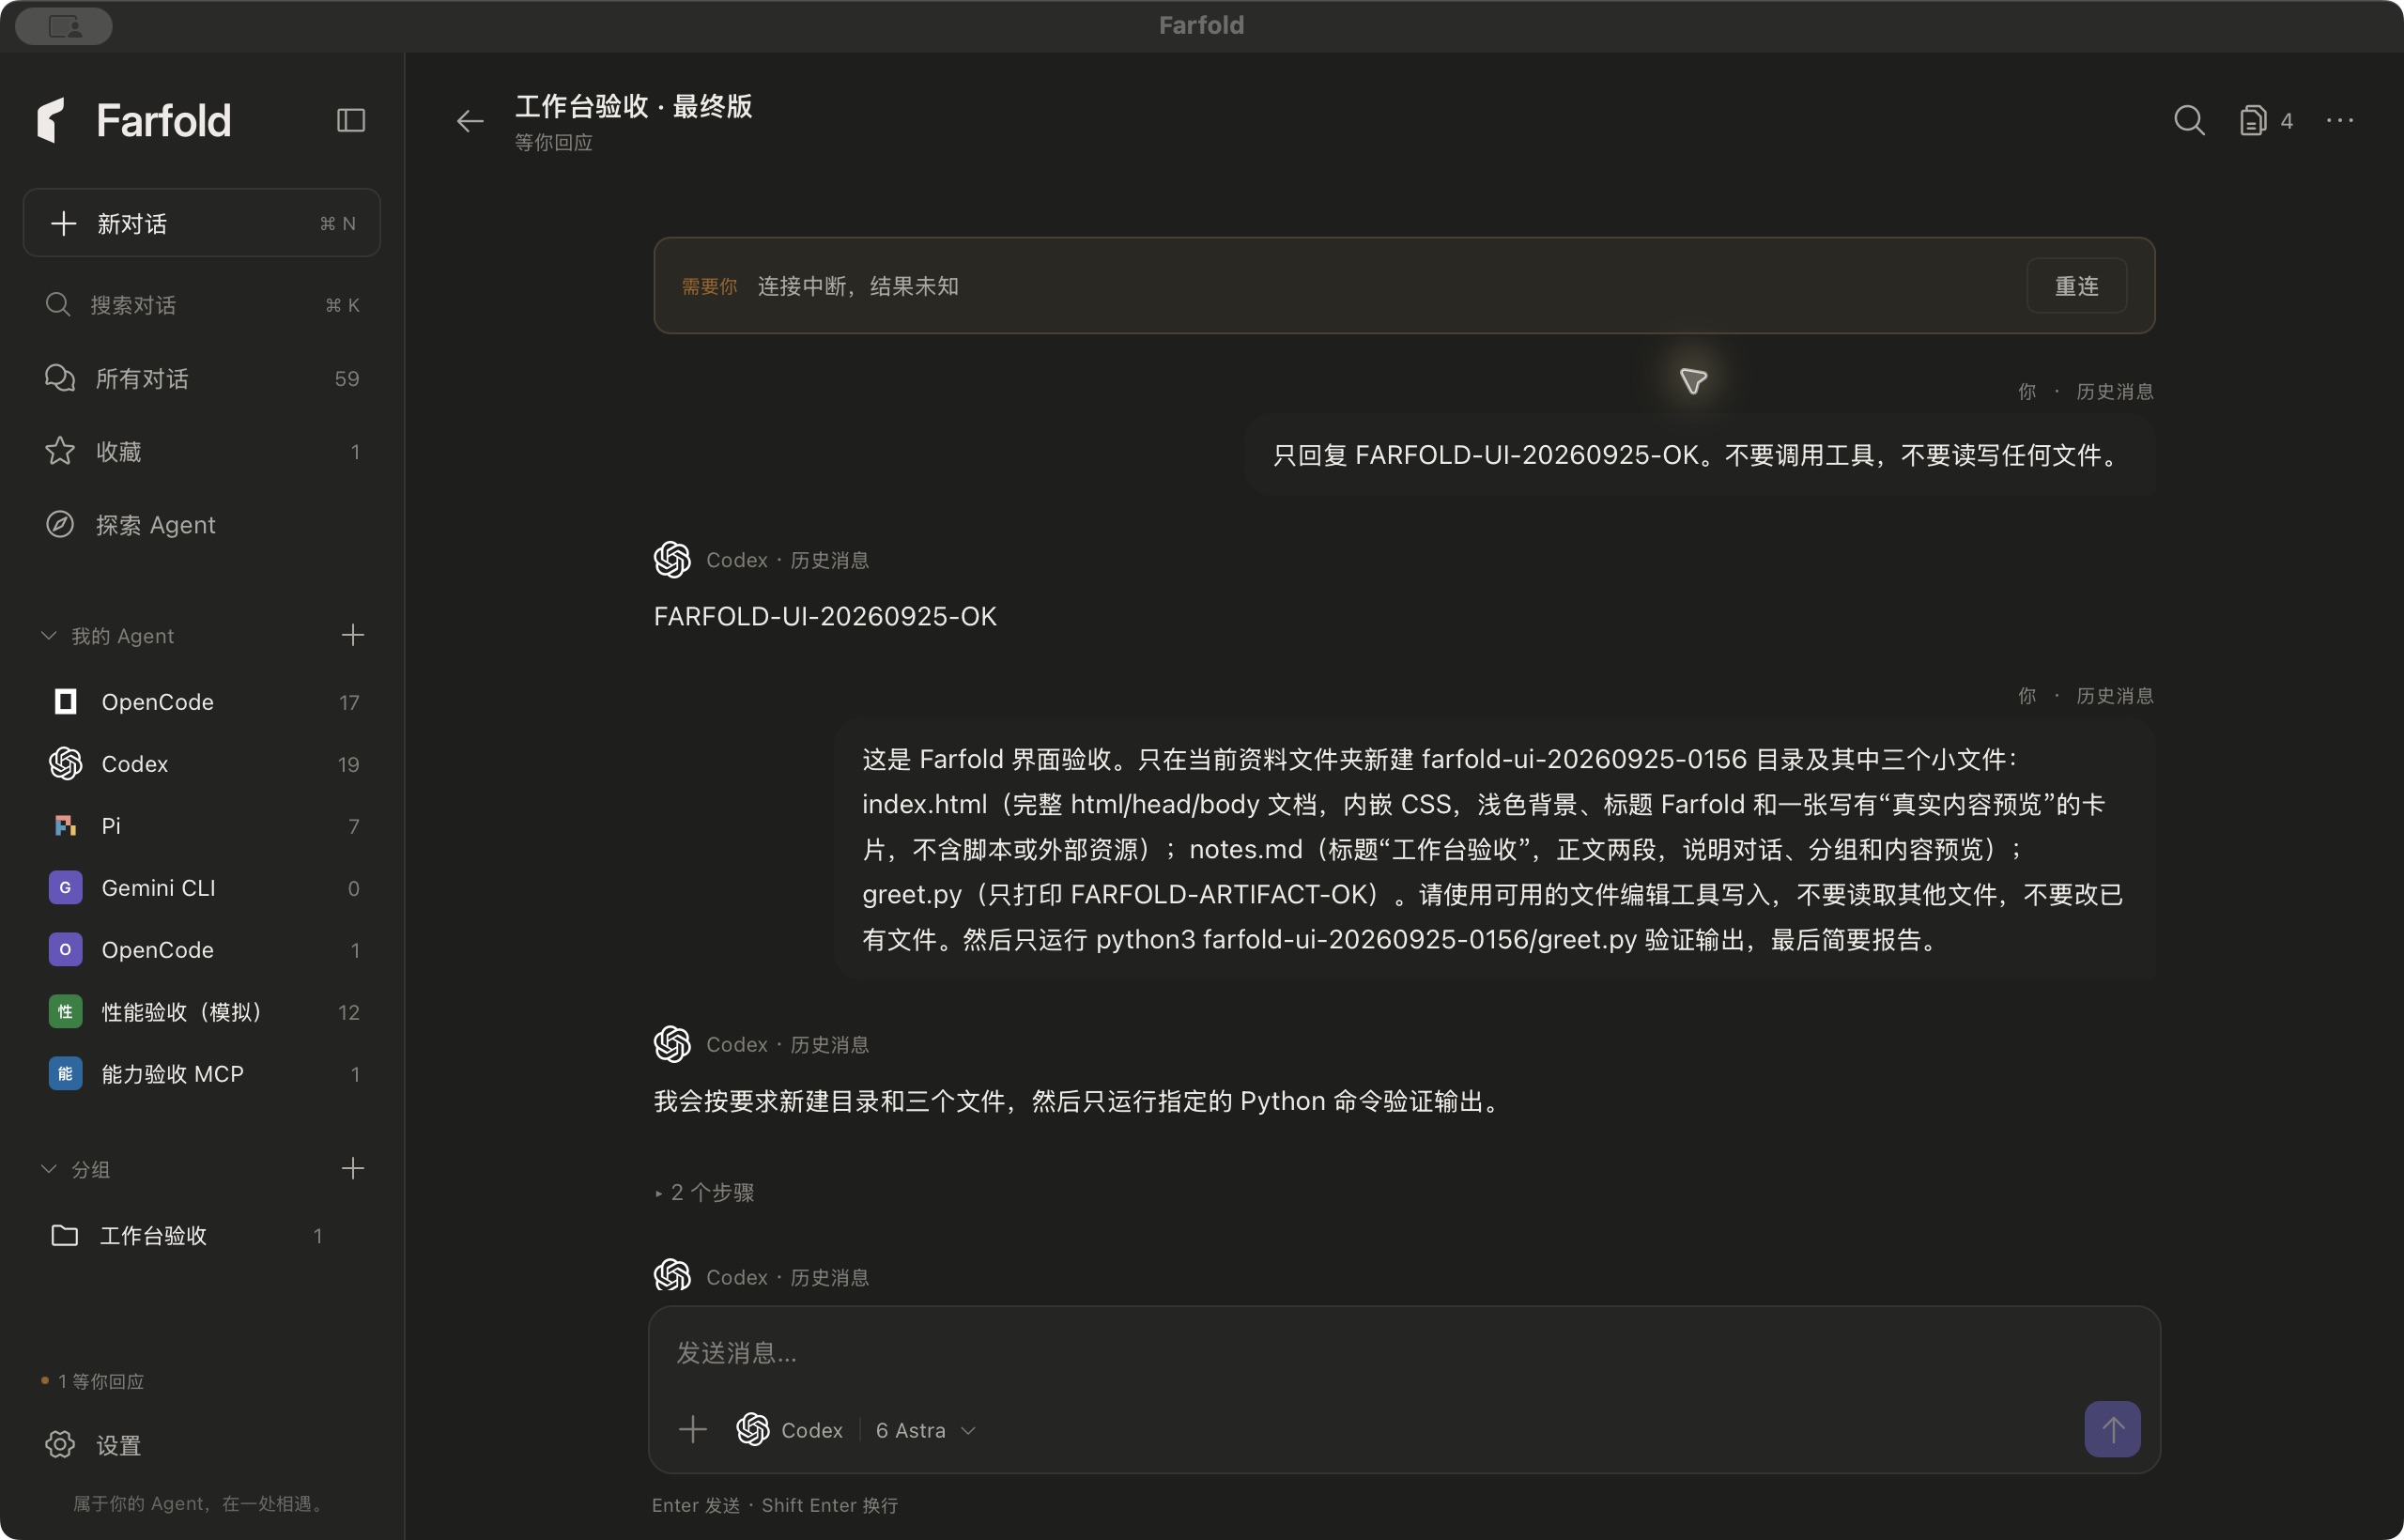 Farfold
Farfold
新对话
⌘ N
搜索对话
⌘ K
所有对话
59
收藏
1
探索 Agent
我的 Agent
OpenCode
17
Codex
19
Pi
7
G
Gemini CLI
0
O
OpenCode
1
性
性能验收（模拟）
12
能
能力验收 MCP
1
分组
工作台验收
1
1 等你回应
设置
属于你的 Agent，在一处相遇。
工作台验收 · 最终版
等你回应
4
需要你 连接中断，结果未知
重连
你 · 历史消息
只回复 FARFOLD-UI-20260925-OK。不要调用工具，不要读写任何文件。
Codex · 历史消息
FARFOLD-UI-20260925-OK
你 · 历史消息
这是 Farfold 界面验收。只在当前资料文件夹新建 farfold-ui-20260925-0156 目录及其中三个小文件：
index.html（完整 html/head/body 文档，内嵌 CSS，浅色背景、标题 Farfold 和一张写有“真实内容预览”的卡
片，不含脚本或外部资源）；notes.md（标题“工作台验收”，正文两段，说明对话、分组和内容预览）；
greet.py（只打印 FARFOLD-ARTIFACT-OK）。请使用可用的文件编辑工具写入，不要读取其他文件，不要改已
有文件。然后只运行 python3 farfold-ui-20260925-0156/greet.py 验证输出，最后简要报告。
Codex · 历史消息
我会按要求新建目录和三个文件，然后只运行指定的 Python 命令验证输出。
2 个步骤
Codex · 历史消息
发送消息...
Codex
6 Astra
Enter 发送 · Shift Enter 换行